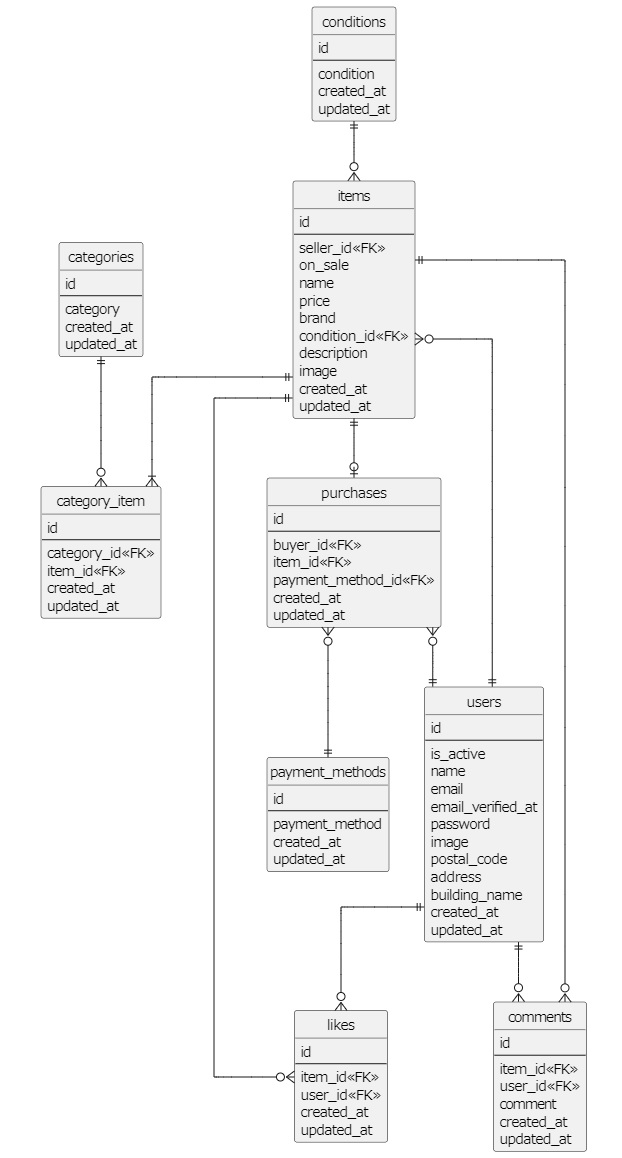 conditions
id
condition
created_at
updated_at
items
id
seller_id«FK»
on_sale
name
price
brand
condition_id«FK»
description
image
created_at
updated_at
categories
id
category
created_at
updated_at
category_item
id
category_id«FK»
item_id«FK»
created_at
updated_at
purchases
id
buyer_id«FK»
item_id«FK»
payment_method_id«FK»
created_at
updated_at
users
id
is_active
name
email
email_verified_at
password
image
postal_code
address
building_name
created_at
updated_at
payment_methods
id
payment_method
created_at
updated_at
likes
id
item_id«FK»
user_id«FK»
created_at
updated_at
comments
id
item_id«FK»
user_id«FK»
comment
created_at
updated_at